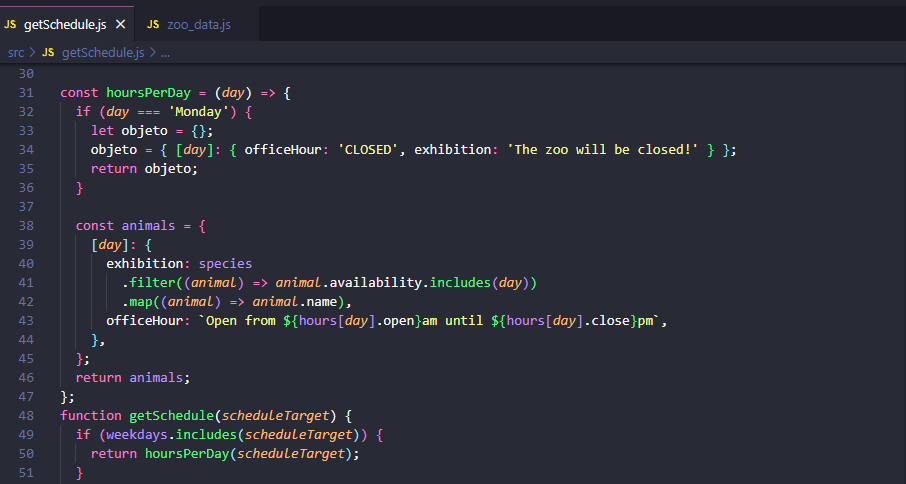 JS getSchedule.js × JS zoo_data.js
src > JS getSchedule.js > ...
30
31 const hoursPerDay = (day) => {
32 if (day === 'Monday') {
33 let objeto = {};
34 objeto = { [day]: { officeHour: 'CLOSED', exhibition: 'The zoo will be closed!' } };
35 return objeto;
36 }
37
38 const animals = {
39 [day]: {
40 exhibition: species
41 .filter((animal) => animal.availability.includes(day))
42 .map((animal) => animal.name),
43 officeHour: `Open from ${hours[day].open}am until ${hours[day].close}pm`,
44 },
45 };
46 return animals;
47 };
48 function getSchedule(scheduleTarget) {
49 if (weekdays.includes(scheduleTarget)) {
50 return hoursPerDay(scheduleTarget);
51 }